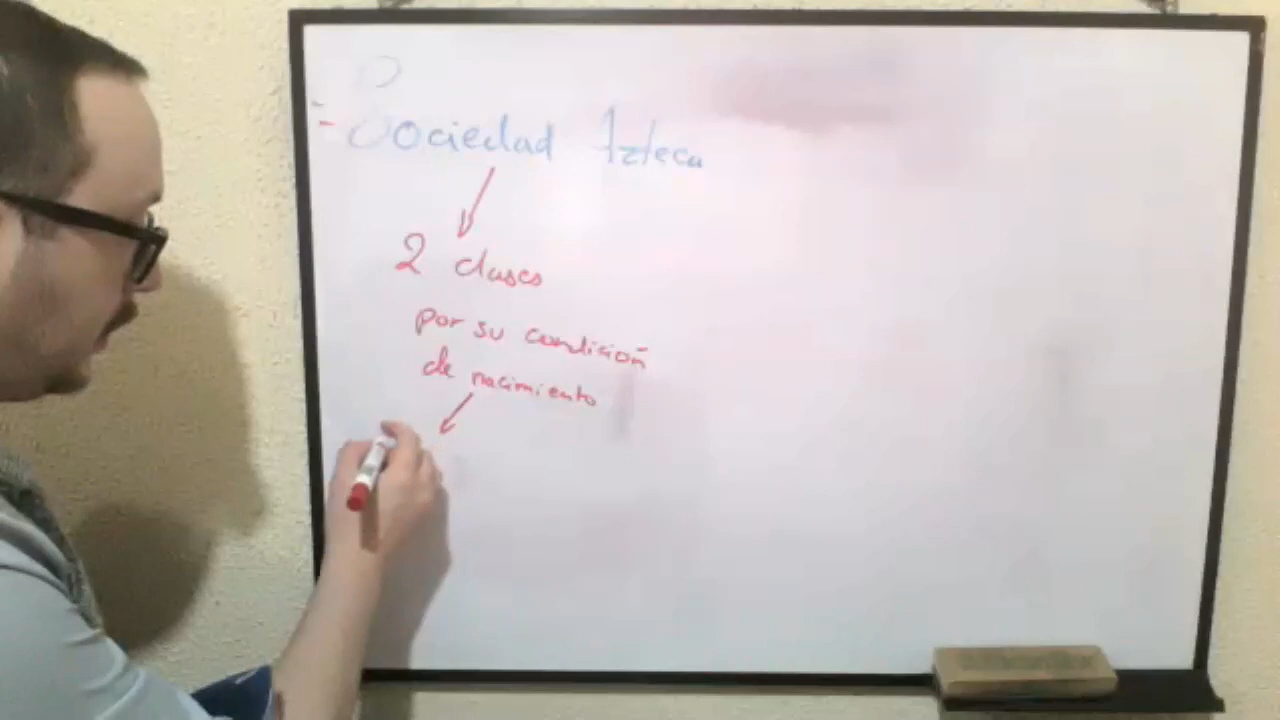 Sociedad Azteca
2 clases
por su condición
de nacimiento